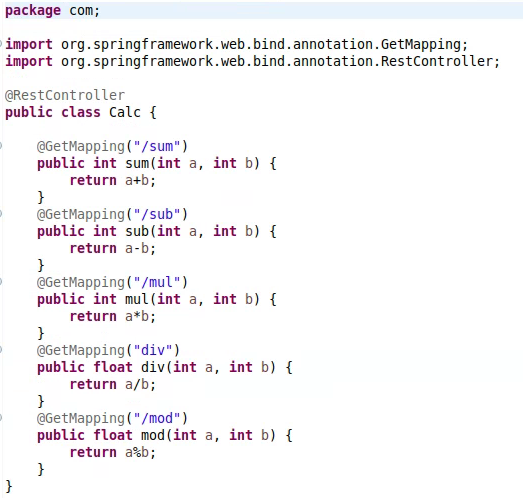 package com;
import org.springframework.web.bind.annotation.GetMapping;
import org.springframework.web.bind.annotation.RestController;
@RestController
public class Calc {
@GetMapping("/sum")
public int sum(int a, int b) {
return a+b;
}
@GetMapping("/sub")
public int sub(int a, int b) {
return a-b;
}
@GetMapping("/mul")
public int mul(int a, int b) {
return a*b;
}
@GetMapping("div")
public float div(int a, int b) {
return a/b;
}
@GetMapping("/mod")
public float mod(int a, int b) {
return a%b;
}
}